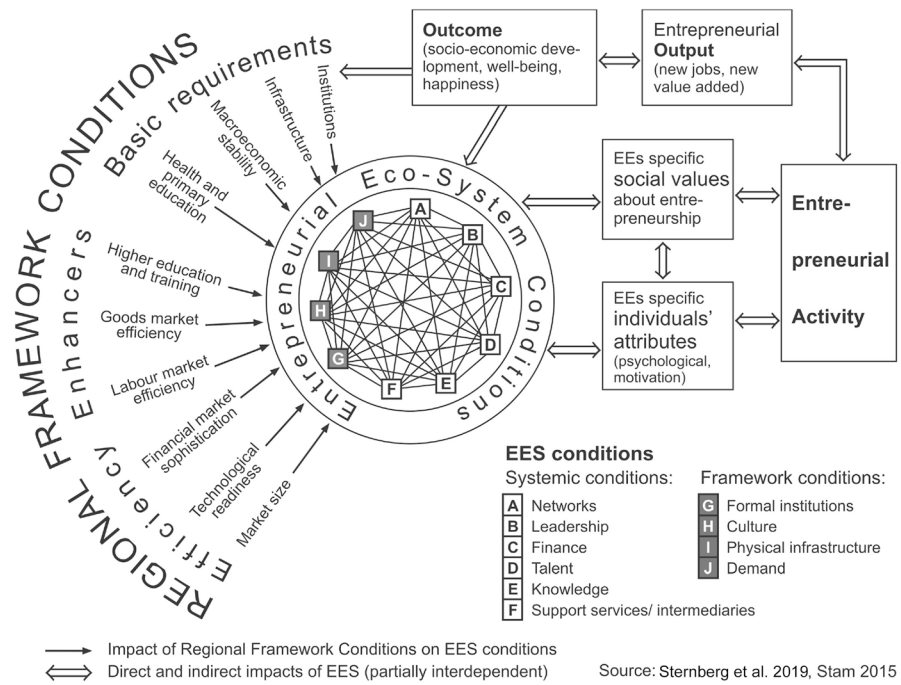 REGIONAL FRAMEWORK CONDITIONS
Basic requirements
Efficiency Enhancers
Institutions
Infrastructure
Macroeconomic
stability
Health and
primary
education
Higher education
and training
Goods market
efficiency
Labour market
efficiency
Financial market
sophistication
Technological
readiness
Market size
Entrepreneurial Eco-System Conditions
A
B
C
D
E
F
G
H
I
J
Outcome
(socio-economic deve-
lopment, well-being,
happiness)
Entrepreneurial
Output
(new jobs, new
value added)
EEs specific
social values
about entre-
preneurship
EEs specific
individuals’
attributes
(psychological,
motivation)
Entre-
preneurial
Activity
EES conditions
Systemic conditions:
A Networks
B Leadership
C Finance
D Talent
E Knowledge
F Support services/ intermediaries
Framework conditions:
G Formal institutions
H Culture
I Physical infrastructure
J Demand
Impact of Regional Framework Conditions on EES conditions
Direct and indirect impacts of EES (partially interdependent)
Source: Sternberg et al. 2019, Stam 2015